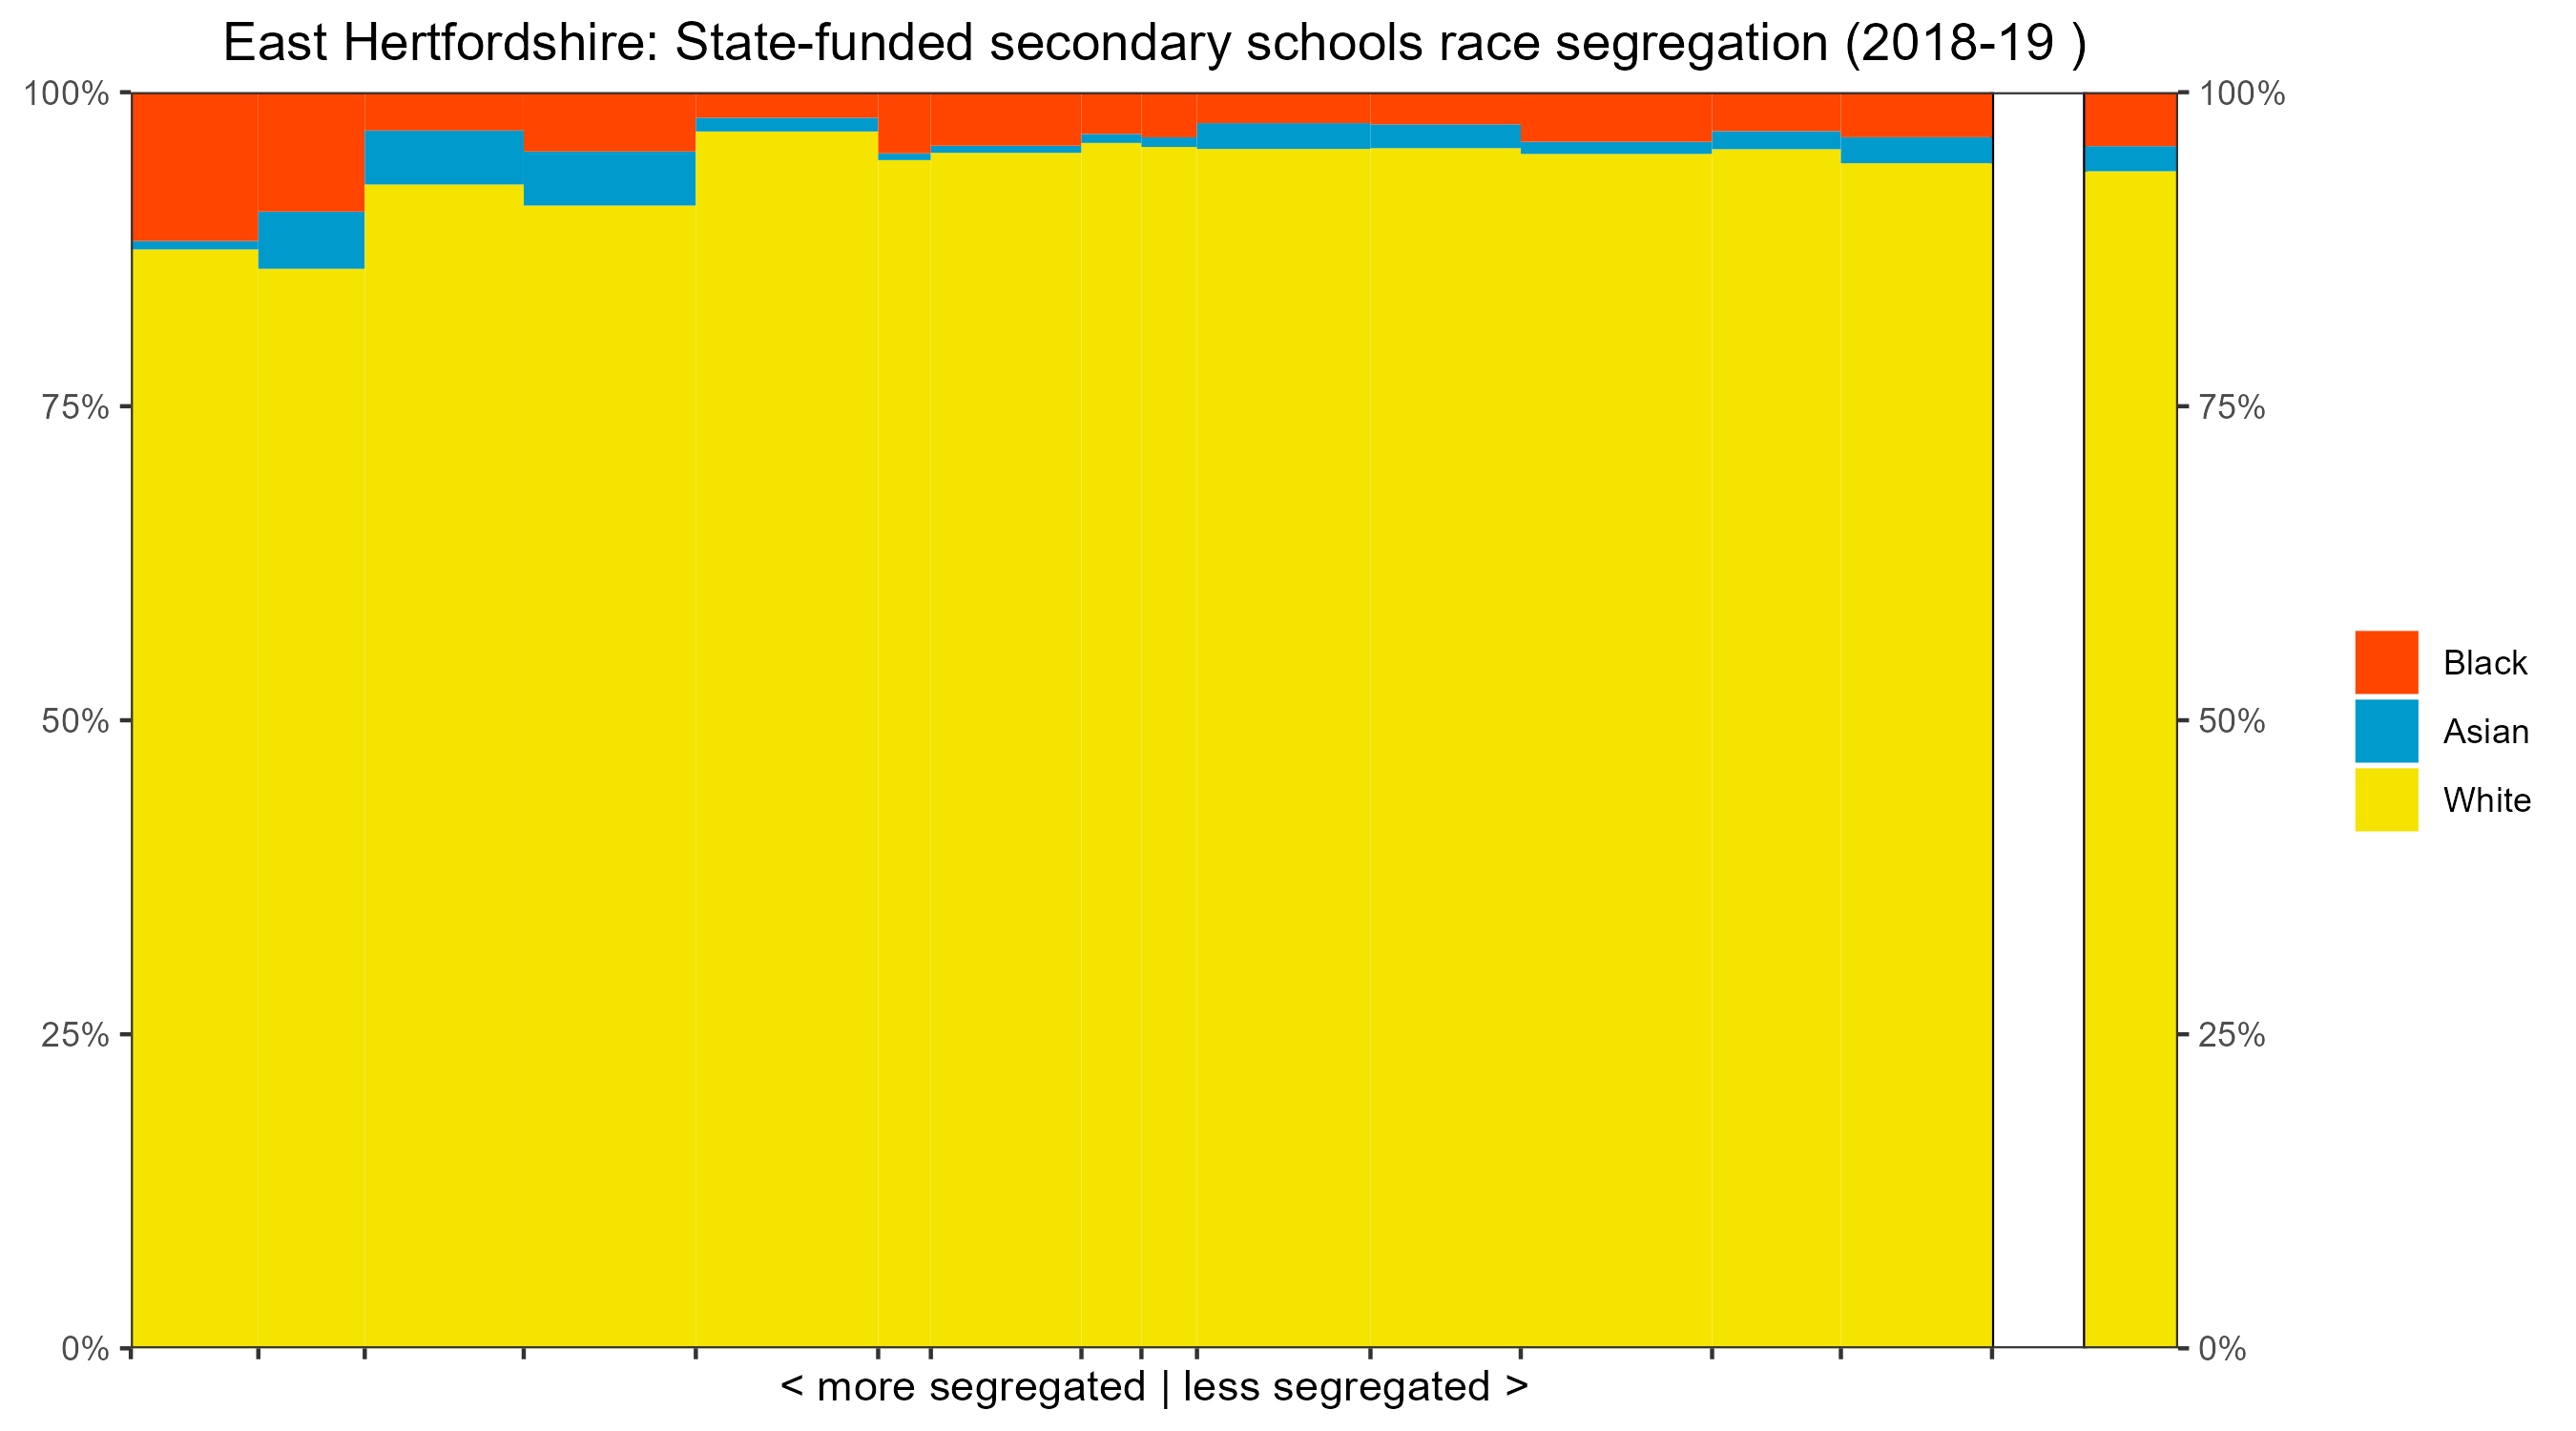 East Hertfordshire: State-funded secondary schools race segregation (2018-19 )
100%
75%
50%
25%
0%
100%
75%
50%
25%
0%
Black
Asian
White
< more segregated | less segregated >